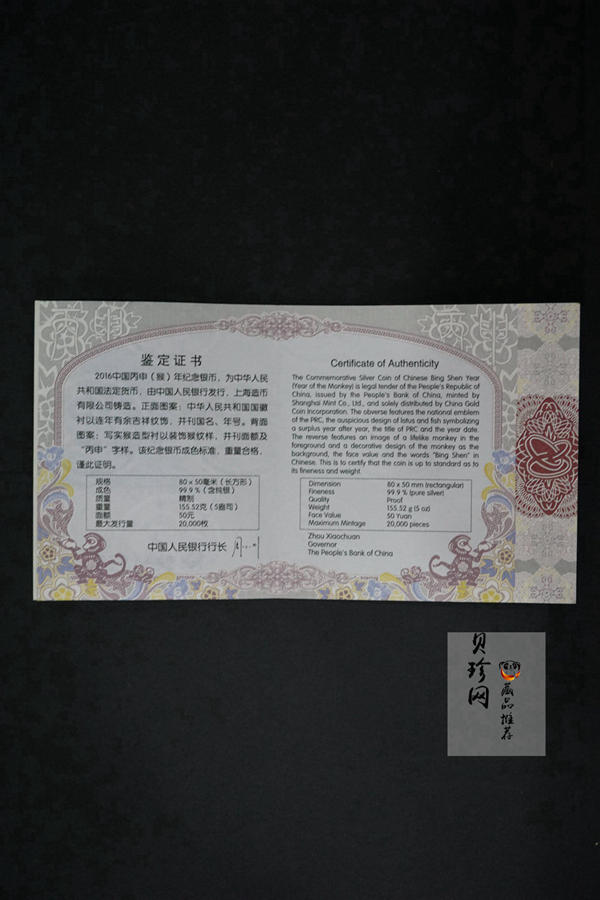 鉴定证书
2016中国丙申（猴）年纪念银币，为中华人民
共和国法定货币，由中国人民银行发行，上海造币
有限公司铸造。正面图案：中华人民共和国国徽
衬以连年有余吉祥纹饰，并刊国名、年号。背面
图案：写实猴造型衬以装饰猴纹样，并刊面额及
“丙申”字样。该纪念银币成色标准，重量合格，
谨此证明。
规格 80×50毫米（长方形）
成色 99.9%（含纯银）
质量 精制
重量 155.52克（5盎司）
面额 50元
最大发行量 20,000枚
中国人民银行行长
Certificate of Authenticity
The Commemorative Silver Coin of Chinese Bing Shen Year
(Year of the Monkey) is legal tender of the People's Republic of
China, issued by the People's Bank of China, minted by
Shanghai Mint Co., Ltd., and solely distributed by China Gold
Coin Incorporation. The obverse features the national emblem
of the PRC, the auspicious design of lotus and fish symbolizing
a surplus year after year, the title of PRC and the year date.
The reverse features an image of a lifelike monkey in the
foreground and a decorative design of the monkey as the
background, the face value and the words "Bing Shen" in
Chinese. This is to certify that the coin is up to standard as to
its fineness and weight.
Dimension 80 x 50 mm (rectangular)
Fineness 99.9 % (pure silver)
Quality Proof
Weight 155.52 g (5 oz)
Face Value 50 Yuan
Maximum Mintage 20,000 pieces
Zhou Xiaochuan
Governor
The People's Bank of China
贝珍网
藏品推荐